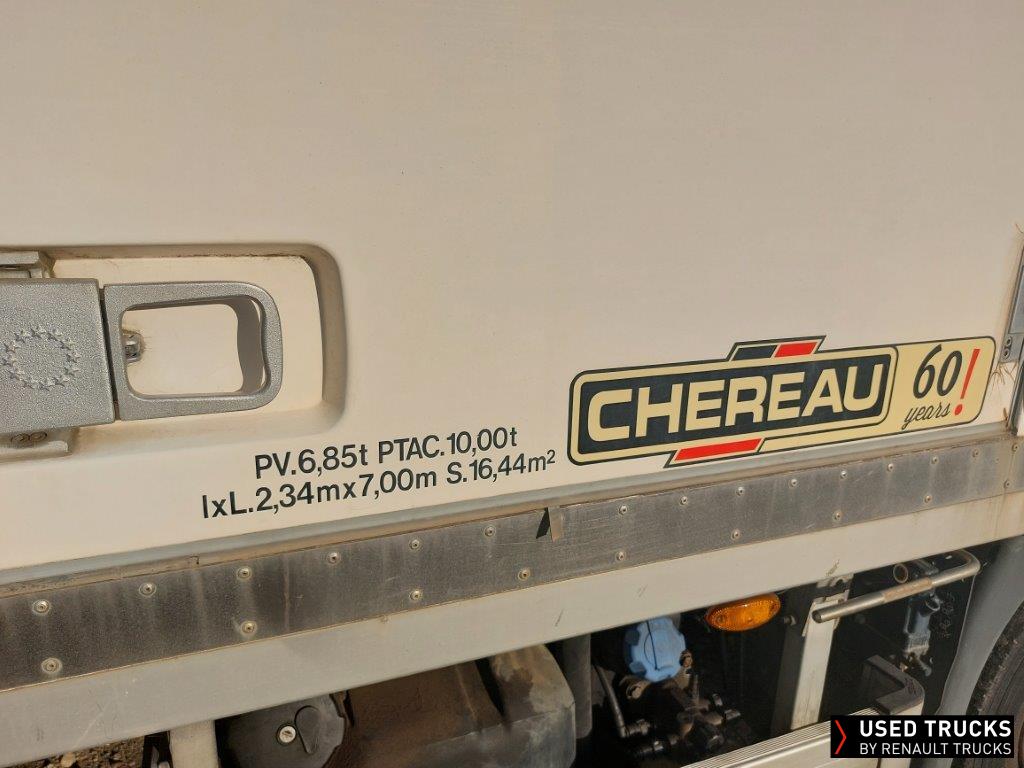 CHEREAU 60 years!
PV.6,85t PTAC.10,00t
lxL.2,34mx7,00m S.16,44m²
USED TRUCKS
BY RENAULT TRUCKS